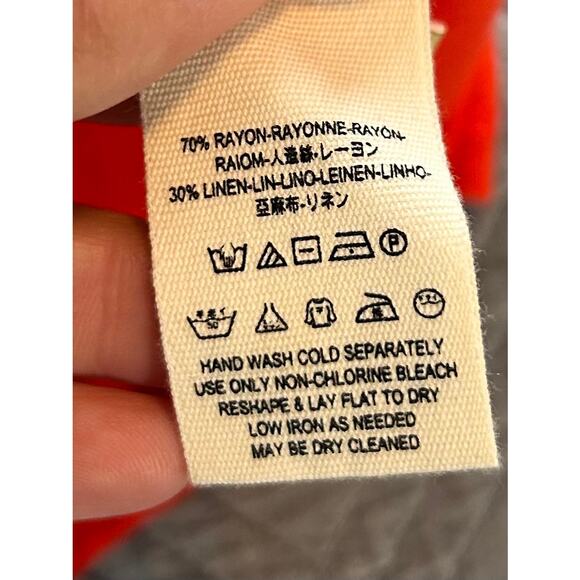 70% RAYON-RAYONNE-RAYON-
RAIOM-人造絲-レーヨン
30% LINEN-LIN-LINO-LEINEN-LINHO-
亞麻布-リネン
P
30
HAND WASH COLD SEPARATELY
USE ONLY NON-CHLORINE BLEACH
RESHAPE & LAY FLAT TO DRY
LOW IRON AS NEEDED
MAY BE DRY CLEANED